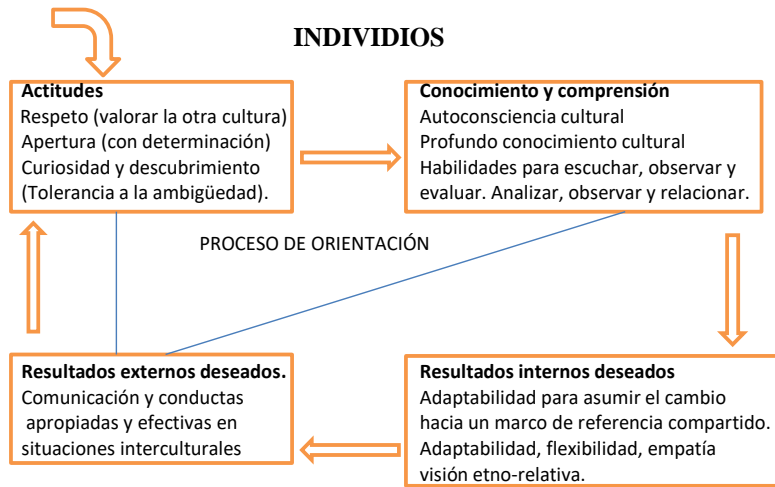 INDIVIDIOS
Actitudes
Respeto (valorar la otra cultura)
Apertura (con determinación)
Curiosidad y descubrimiento
(Tolerancia a la ambigüedad).
Conocimiento y comprensión
Autoconsciencia cultural
Profundo conocimiento cultural
Habilidades para escuchar, observar y
evaluar. Analizar, observar y relacionar.
PROCESO DE ORIENTACIÓN
Resultados externos deseados.
Comunicación y conductas
apropiadas y efectivas en
situaciones interculturales
Resultados internos deseados
Adaptabilidad para asumir el cambio
hacia un marco de referencia compartido.
Adaptabilidad, flexibilidad, empatía
visión etno-relativa.